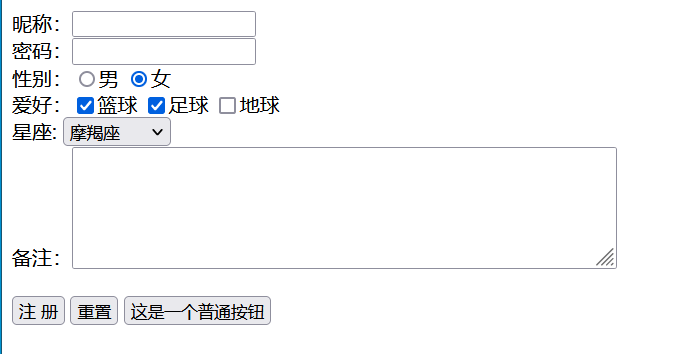 昵称：
密码：
性别： 男 女
爱好： 篮球 足球 地球
星座: 摩羯座
备注：
注 册 重置 这是一个普通按钮